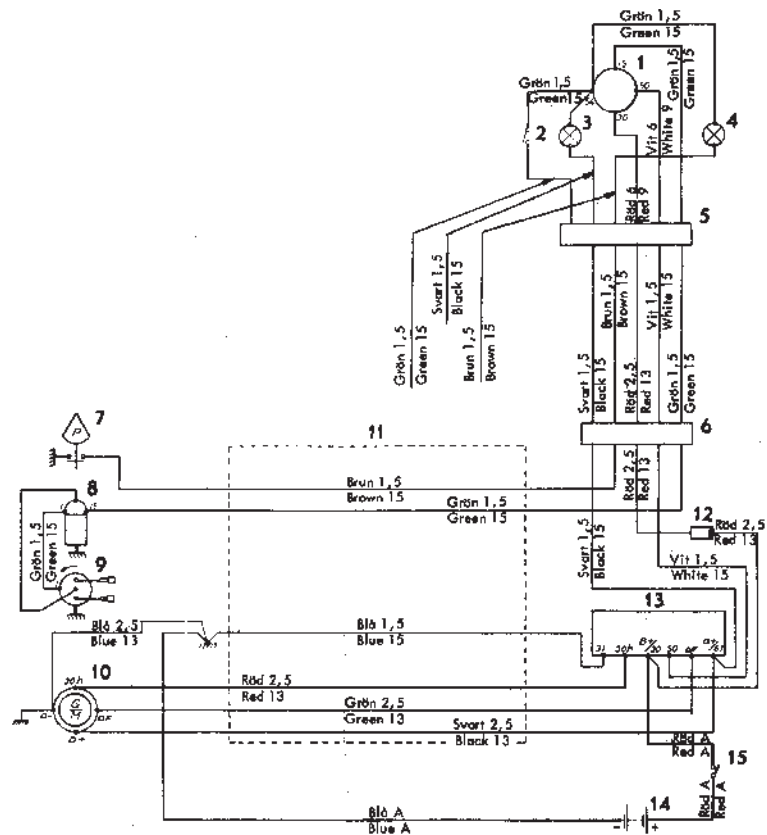 Grön 1,5
Green 15
1
15
50
54
30
Grön 1,5
Green 15
Grön 1,5
Green 15
2
3
4
Vit 6
White 9
Röd 6
Red 9
5
Svart 1,5
Black 15
Grön 1,5
Green 15
Brun 1,5
Brown 15
Brun 1,5
Brown 15
Vit 1,5
White 15
Svart 1,5
Black 15
Röd 2,5
Red 13
Grön 1,5
Green 15
6
7
P
11
Brun 1,5
Brown 15
Röd 2,5
Red 13
8
15
Grön 1,5
Green 15
Grön 1,5
Green 15
9
12
Röd 2,5
Red 13
Svart 1,5
Black 15
Vit 1,5
White 15
13
Blå 2,5
Blue 13
Blå 1,5
Blue 15
31
30h
B+/30
50
DF
D+/61
10
30h
Röd 2,5
Red 13
G
M
D-
DF
D+
Grön 2,5
Green 13
Svart 2,5
Black 13
Röd A
Red A
15
Röd A
Red A
14
Blå A
Blue A
-
+